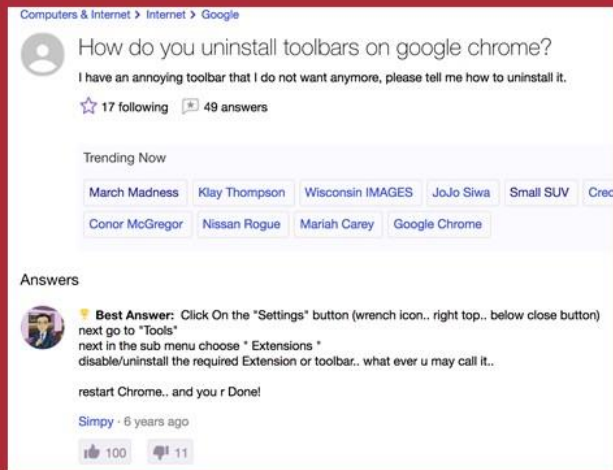 Computers & Internet > Internet > Google
How do you uninstall toolbars on google chrome?
I have an annoying toolbar that I do not want anymore, please tell me how to uninstall it.
17 following 49 answers
Trending Now
March Madness Klay Thompson Wisconsin IMAGES JoJo Siwa Small SUV Cred
Conor McGregor Nissan Rogue Mariah Carey Google Chrome
Answers
Best Answer: Click On the "Settings" button (wrench icon.. right top.. below close button)
next go to "Tools"
next in the sub menu choose " Extensions "
disable/uninstall the required Extension or toolbar.. what ever u may call it..
restart Chrome.. and you r Done!
Simpy · 6 years ago
100 11